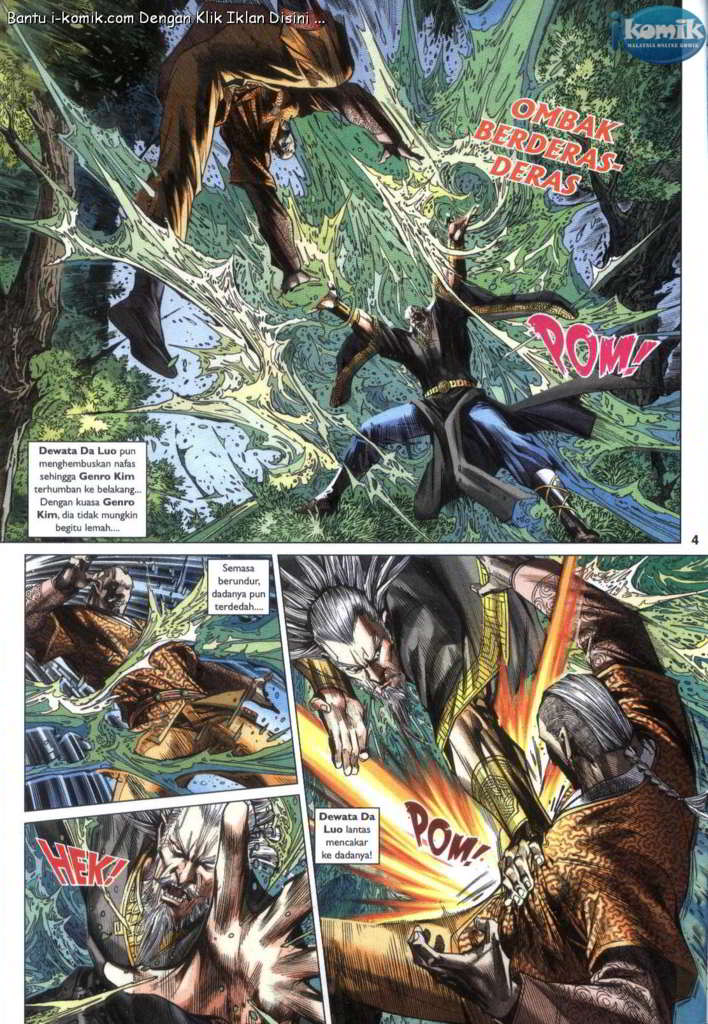 Bantu i-komik.com Dengan Klik Iklan Disini ...
ikomik
MALAYSIA ONLINE KOMIK
OMBAK
BERDERAS-
DERAS
POM!
Dewata Da Luo pun
menghembuskan nafas
sehingga Genro Kim
terhumban ke belakang...
Dengan kuasa Genro
Kim, dia tidak mungkin
begitu lemah....
4
Semasa
berundur,
dadanya pun
terdedah....
HEK!
Dewata Da
Luo lantas
mencakar
ke dadanya!
POM!
ikomik